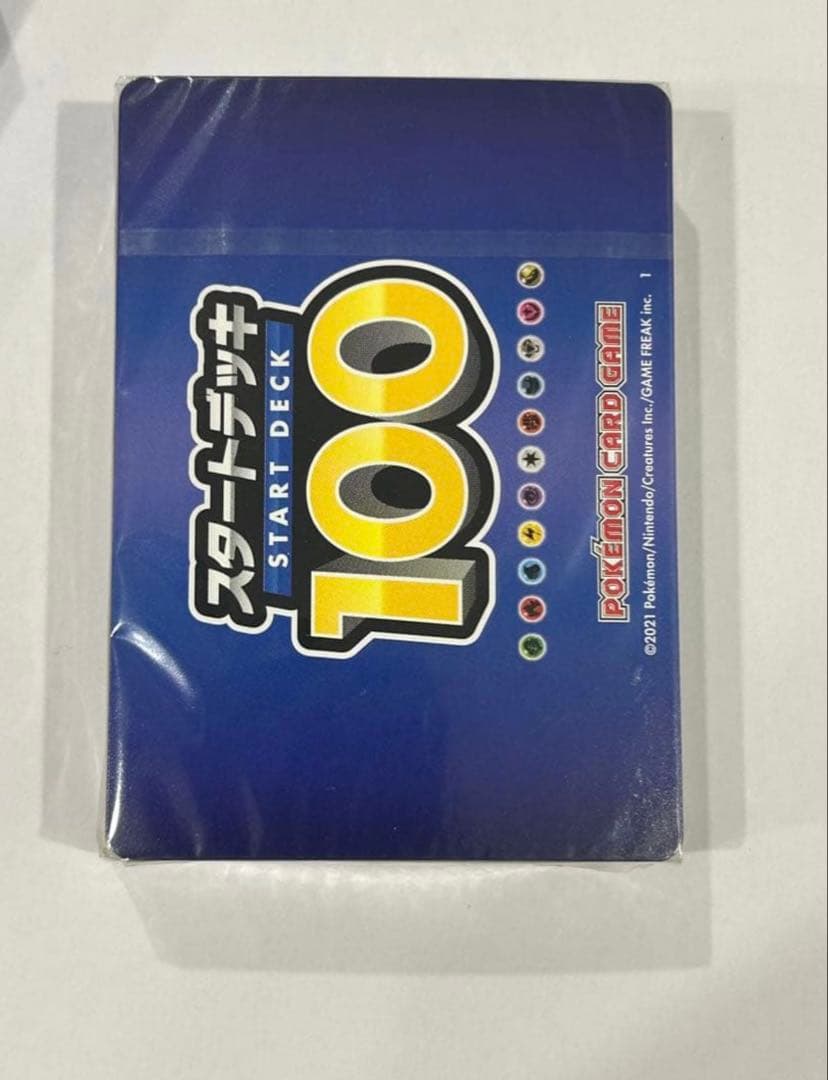 スタートデッキ
START DECK
100
POKÉMON CARD GAME
©2021 Pokémon/Nintendo/Creatures Inc./GAME FREAK inc. 1